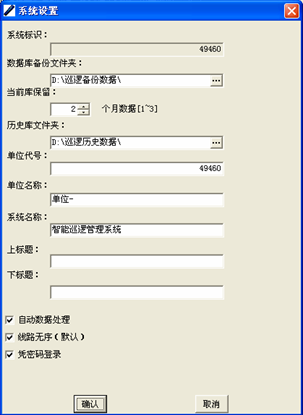 系统设置
系统标识：
49460
数据库备份文件夹：
D:\巡逻备份数据\ ...
当前库保留：
2 个月数据[1~3]
历史库文件夹：
D:\巡逻历史数据\ ...
单位代号：
49460
单位名称：
单位-
系统名称：
智能巡逻管理系统
上标题：
下标题：
自动数据处理
线路无序(默认)
凭密码登录
确认 取消